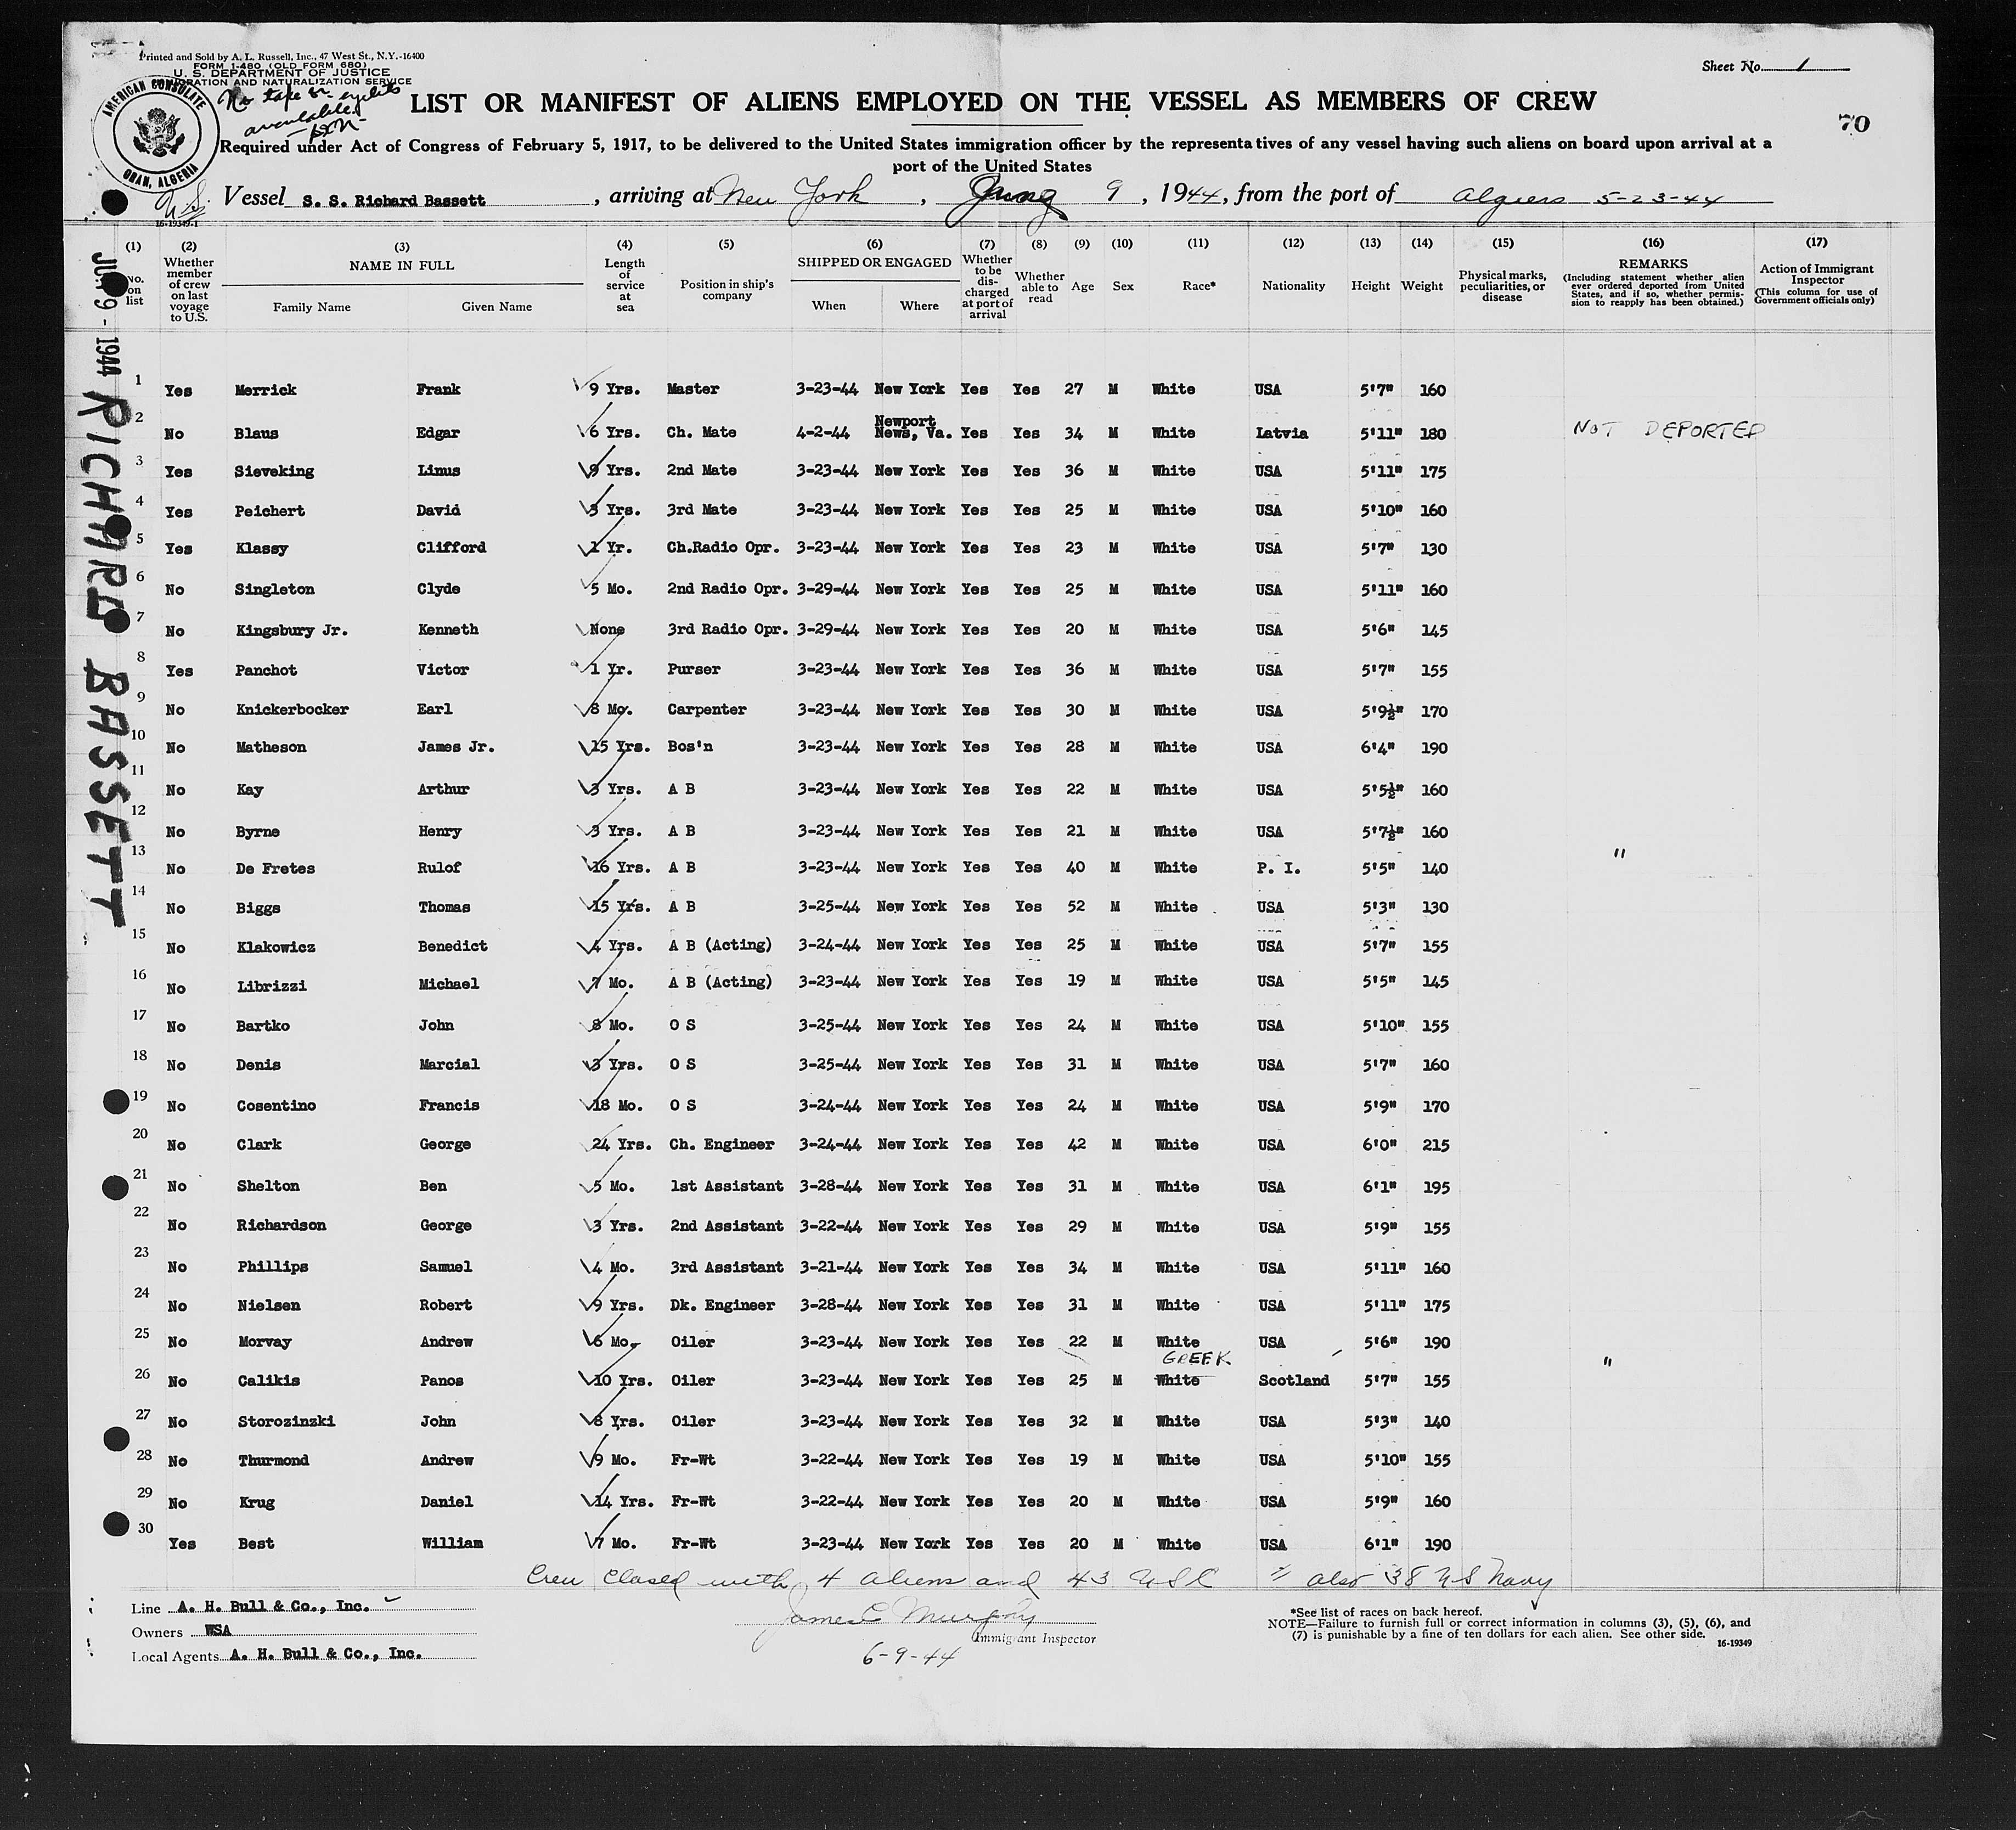 Printed and Sold by A. L. Russell, Inc., 47 West St., N.Y.-16400
FORM I-480 (OLD FORM 680)
U. S. DEPARTMENT OF JUSTICE
IMMIGRATION AND NATURALIZATION SERVICE
AMERICAN CONSULATE
ORAN, ALGERIA
No tape or eyelits
available
Sheet No. 1
70
LIST OR MANIFEST OF ALIENS EMPLOYED ON THE VESSEL AS MEMBERS OF CREW
Required under Act of Congress of February 5, 1917, to be delivered to the United States immigration officer by the representatives of any vessel having such aliens on board upon arrival at a
port of the United States
U.S. Vessel S. S. Richard Bassett, arriving at New York, June 9, 1944, from the port of Algiers 5-23-44
16-19349-1
JUN 9 - 1944 RICHARD BASSETT
(1) (2) (3) (4) (5) (6) (7) (8) (9) (10) (11) (12) (13) (14) (15) (16) (17)
No. on list
Whether member of crew on last voyage to U.S.
NAME IN FULL
Family Name Given Name
Length of service at sea
Position in ship's company
SHIPPED OR ENGAGED
When Where
Whether to be discharged at port of arrival
Whether able to read
Age Sex Race* Nationality Height Weight
Physical marks, peculiarities, or disease
REMARKS
(Including statement whether alien ever ordered deported from United States, and if so, whether permission to reapply has been obtained.)
Action of Immigrant Inspector
(This column for use of Government officials only)
1 Yes Merrick Frank 9 Yrs. Master 3-23-44 New York Yes Yes 27 M White USA 5'7" 160
2 No Blaus Edgar 6 Yrs. Ch. Mate 4-2-44 Newport News, Va. Yes Yes 34 M White Latvia 5'11" 180 NOT DEPORTED
3 Yes Sieveking Linus 9 Yrs. 2nd Mate 3-23-44 New York Yes Yes 36 M White USA 5'11" 175
4 Yes Peichert David 3 Yrs. 3rd Mate 3-23-44 New York Yes Yes 25 M White USA 5'10" 160
5 Yes Klassy Clifford 1 Yr. Ch.Radio Opr. 3-23-44 New York Yes Yes 23 M White USA 5'7" 130
6 No Singleton Clyde 5 Mo. 2nd Radio Opr. 3-29-44 New York Yes Yes 25 M White USA 5'11" 160
7 No Kingsbury Jr. Kenneth None 3rd Radio Opr. 3-29-44 New York Yes Yes 20 M White USA 5'6" 145
8 Yes Panchot Victor 1 Yr. Purser 3-23-44 New York Yes Yes 36 M White USA 5'7" 155
9 No Knickerbocker Earl 8 Mo. Carpenter 3-23-44 New York Yes Yes 30 M White USA 5'9½" 170
10 No Matheson James Jr. 15 Yrs. Bos'n 3-23-44 New York Yes Yes 28 M White USA 6'4" 190
11 No Kay Arthur 3 Yrs. A B 3-23-44 New York Yes Yes 22 M White USA 5'5½" 160
12 No Byrne Henry 3 Yrs. A B 3-23-44 New York Yes Yes 21 M White USA 5'7½" 160
13 No De Fretes Rulof 16 Yrs. A B 3-23-44 New York Yes Yes 40 M White P. I. 5'5" 140 "
14 No Biggs Thomas 15 Yrs. A B 3-25-44 New York Yes Yes 52 M White USA 5'3" 130
15 No Klakowicz Benedict 4 Yrs. A B (Acting) 3-24-44 New York Yes Yes 25 M White USA 5'7" 155
16 No Librizzi Michael 7 Mo. A B (Acting) 3-23-44 New York Yes Yes 19 M White USA 5'5" 145
17 No Bartko John 8 Mo. O S 3-25-44 New York Yes Yes 24 M White USA 5'10" 155
18 No Denis Marcial 3 Yrs. O S 3-25-44 New York Yes Yes 31 M White USA 5'7" 160
19 No Cosentino Francis 18 Mo. O S 3-24-44 New York Yes Yes 24 M White USA 5'9" 170
20 No Clark George 24 Yrs. Ch. Engineer 3-24-44 New York Yes Yes 42 M White USA 6'0" 215
21 No Shelton Ben 5 Mo. 1st Assistant 3-28-44 New York Yes Yes 31 M White USA 6'1" 195
22 No Richardson George 3 Yrs. 2nd Assistant 3-22-44 New York Yes Yes 29 M White USA 5'9" 155
23 No Phillips Samuel 4 Mo. 3rd Assistant 3-21-44 New York Yes Yes 34 M White USA 5'11" 160
24 No Nielsen Robert 9 Yrs. Dk. Engineer 3-28-44 New York Yes Yes 31 M White USA 5'11" 175
25 No Morvay Andrew 6 Mo. Oiler 3-23-44 New York Yes Yes 22 M White USA 5'6" 190
26 No Calikis Panos 10 Yrs. Oiler 3-23-44 New York Yes Yes 25 M White GREEK Scotland 5'7" 155 "
27 No Storozinzki John 8 Yrs. Oiler 3-23-44 New York Yes Yes 32 M White USA 5'3" 140
28 No Thurmond Andrew 9 Mo. Fr-Wt 3-22-44 New York Yes Yes 19 M White USA 5'10" 155
29 No Krug Daniel 14 Yrs. Fr-Wt 3-22-44 New York Yes Yes 20 M White USA 5'9" 160
30 Yes Best William 7 Mo. Fr-Wt 3-23-44 New York Yes Yes 20 M White USA 6'1" 190
Crew Closed with 4 aliens and 43 USC also 38 US Navy
Line A. H. Bull & Co., Inc.
Owners WSA
Local Agents A. H. Bull & Co., Inc.
James C Murphy
Immigrant Inspector
6-9-44
*See list of races on back hereof.
NOTE—Failure to furnish full or correct information in columns (3), (5), (6), and
(7) is punishable by a fine of ten dollars for each alien. See other side. 16-19349